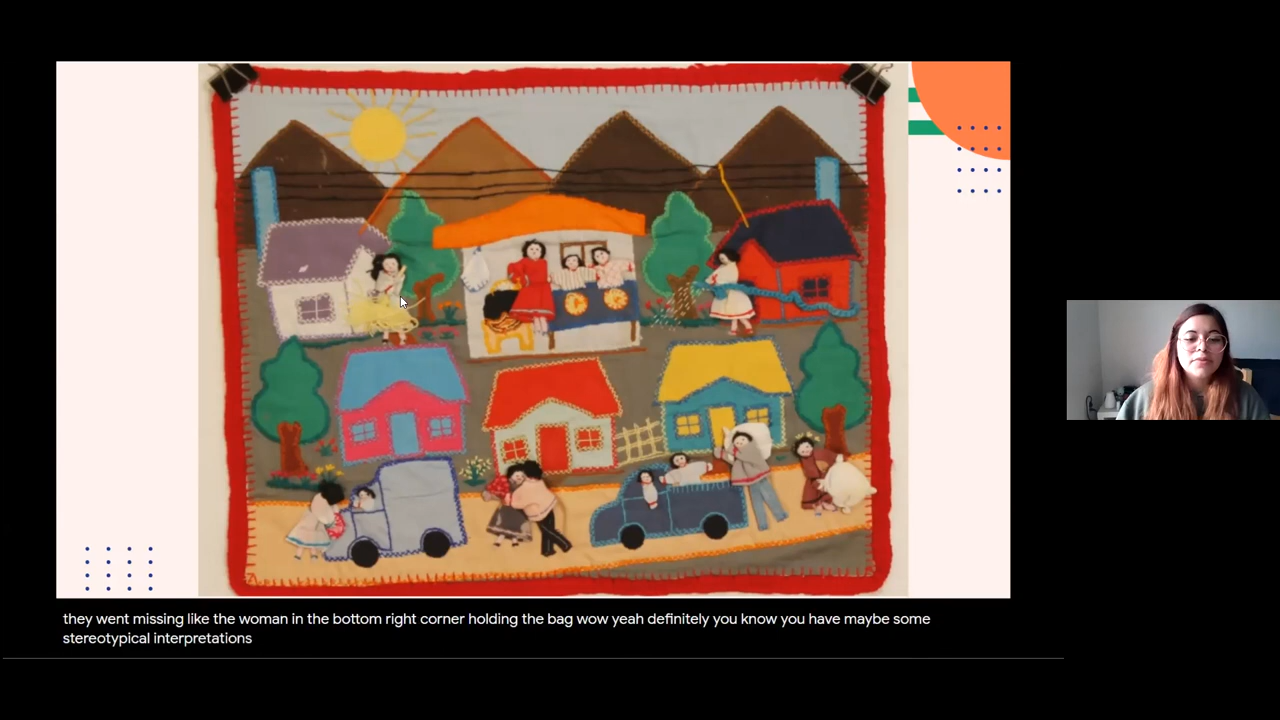 they went missing like the woman in the bottom right corner holding the bag wow yeah definitely you know you have maybe some
stereotypical interpretations